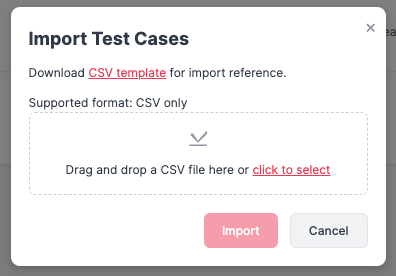 Import Test Cases
×
Download CSV template for import reference.
Supported format: CSV only
Drag and drop a CSV file here or click to select
Import
Cancel